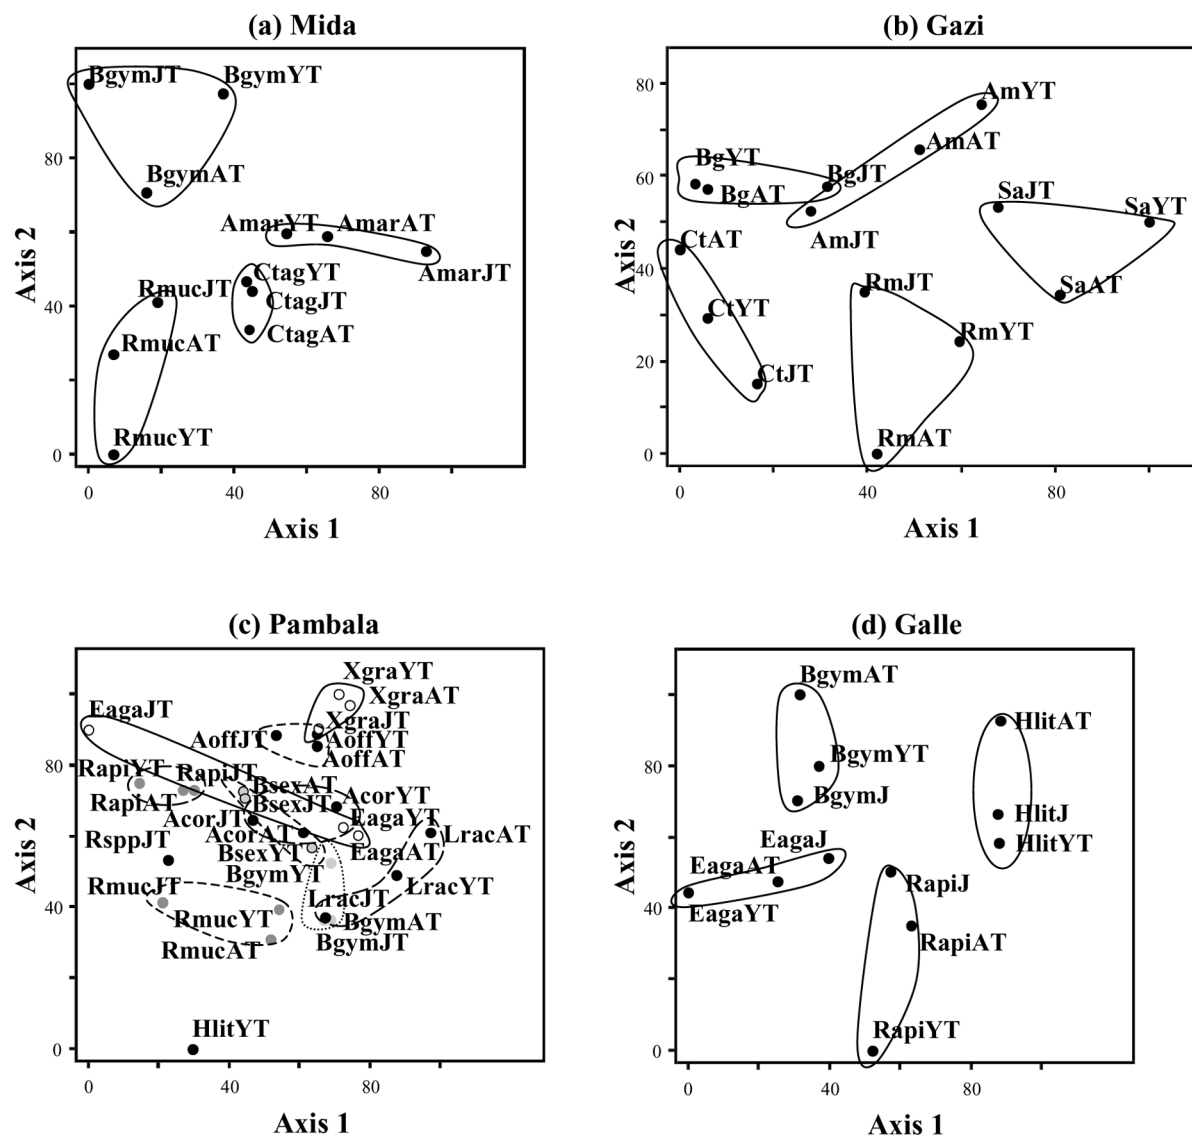 (a) Mida
BgymJT
BgymYT
BgymAT
AmarYT
AmarAT
AmarJT
CtagYT
CtagJT
CtagAT
RmucJT
RmucAT
RmucYT
80
40
0
Axis 2
0 40 80
Axis 1
(b) Gazi
AmYT
AmAT
BgYT
BgJT
BgAT
AmJT
SaJT
SaYT
SaAT
CtAT
CtYT
CtJT
RmJT
RmYT
RmAT
80
60
40
20
0
Axis 2
0 40 80
Axis 1
(c) Pambala
XgraYT
XgraAT
XgraJT
EagaJT
AoffJT
AoffYT
AoffAT
RapiYT
RapiJT
RapiAT
BsexAT
BsexJT
AcorYT
AcorJT
EagaYT
AcorAT
LracAT
RsppJT
BsexYT
EagaAT
BgymYT
RmucJT
LracYT
LracJT
RmucYT
BgymAT
RmucAT
BgymJT
HlitYT
80
40
0
Axis 2
0 40 80
Axis 1
(d) Galle
BgymAT
HlitAT
BgymYT
BgymJ
HlitJ
HlitYT
EagaJ
EagaAT
EagaYT
RapiJ
RapiAT
RapiYT
80
40
0
Axis 2
0 40 80
Axis 1